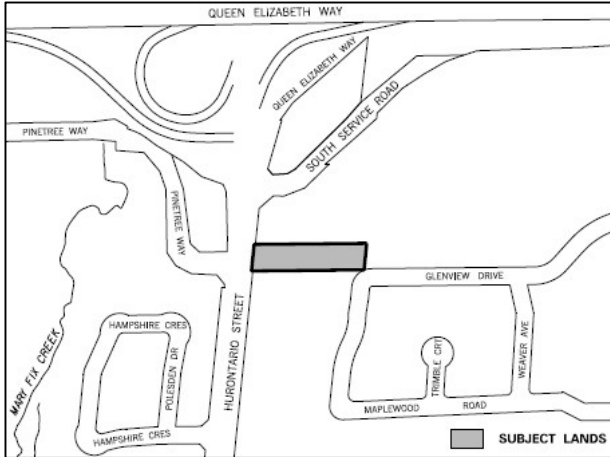 QUEEN ELIZABETH WAY
QUEEN ELIZABETH WAY
SOUTH SERVICE ROAD
PINETREE WAY
PINETREE WAY
GLENVIEW DRIVE
HURONTARIO STREET
HAMPSHIRE CRES
POLESDEN DR
MARY FIX CREEK
TRIMBLE CRT
WEAVER AVE
MAPLEWOOD ROAD
HAMPSHIRE CRES
SUBJECT LANDS